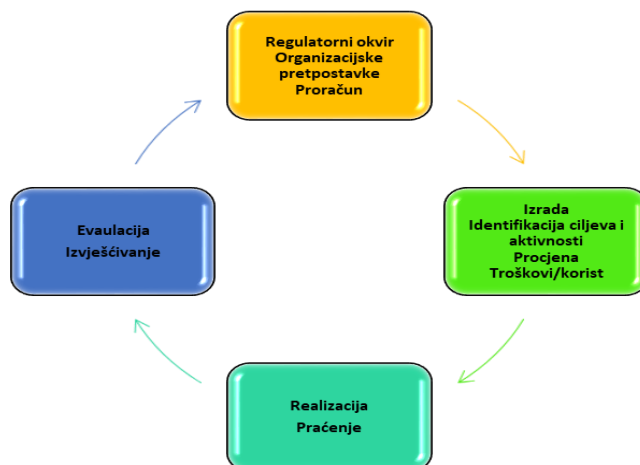 Regulatorni okvir
Organizacijske
pretpostavke
Proračun
Izrada
Identifikacija ciljeva i
aktivnosti
Procjena
Troškovi/korist
Realizacija
Praćenje
Evaulacija
Izvješćivanje